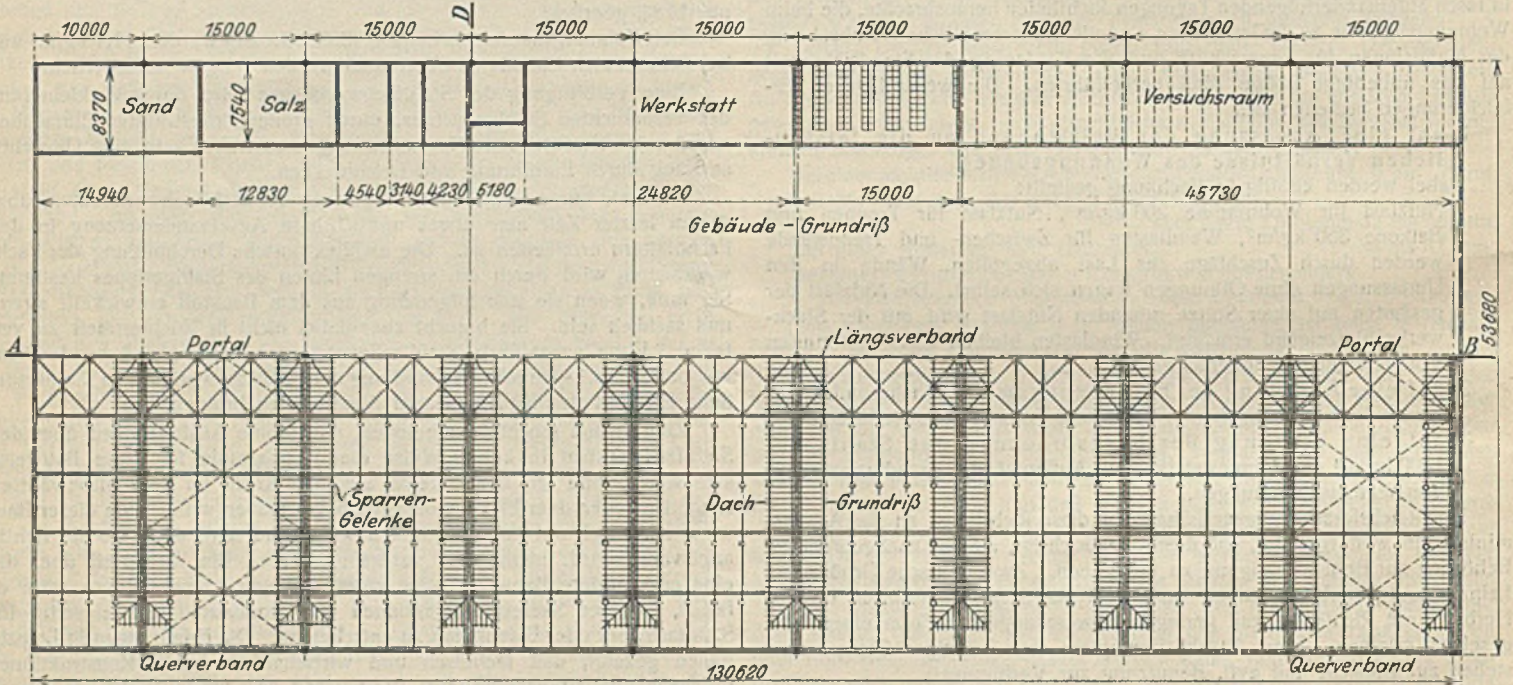 D
10000 15000 15000 15000 15000 15000 15000 15000 15000
Sand
8370
Salz
7540
Werkstatt
Versuchsraum
14940 12830 4540 3140 4230 5180 24820 15000 45730
Gebäude - Grundriß
53680
A
Portal
Längsverband
Portal
B
Sparren-
Gelenke
Dach - Grundriß
Querverband
Querverband
130620